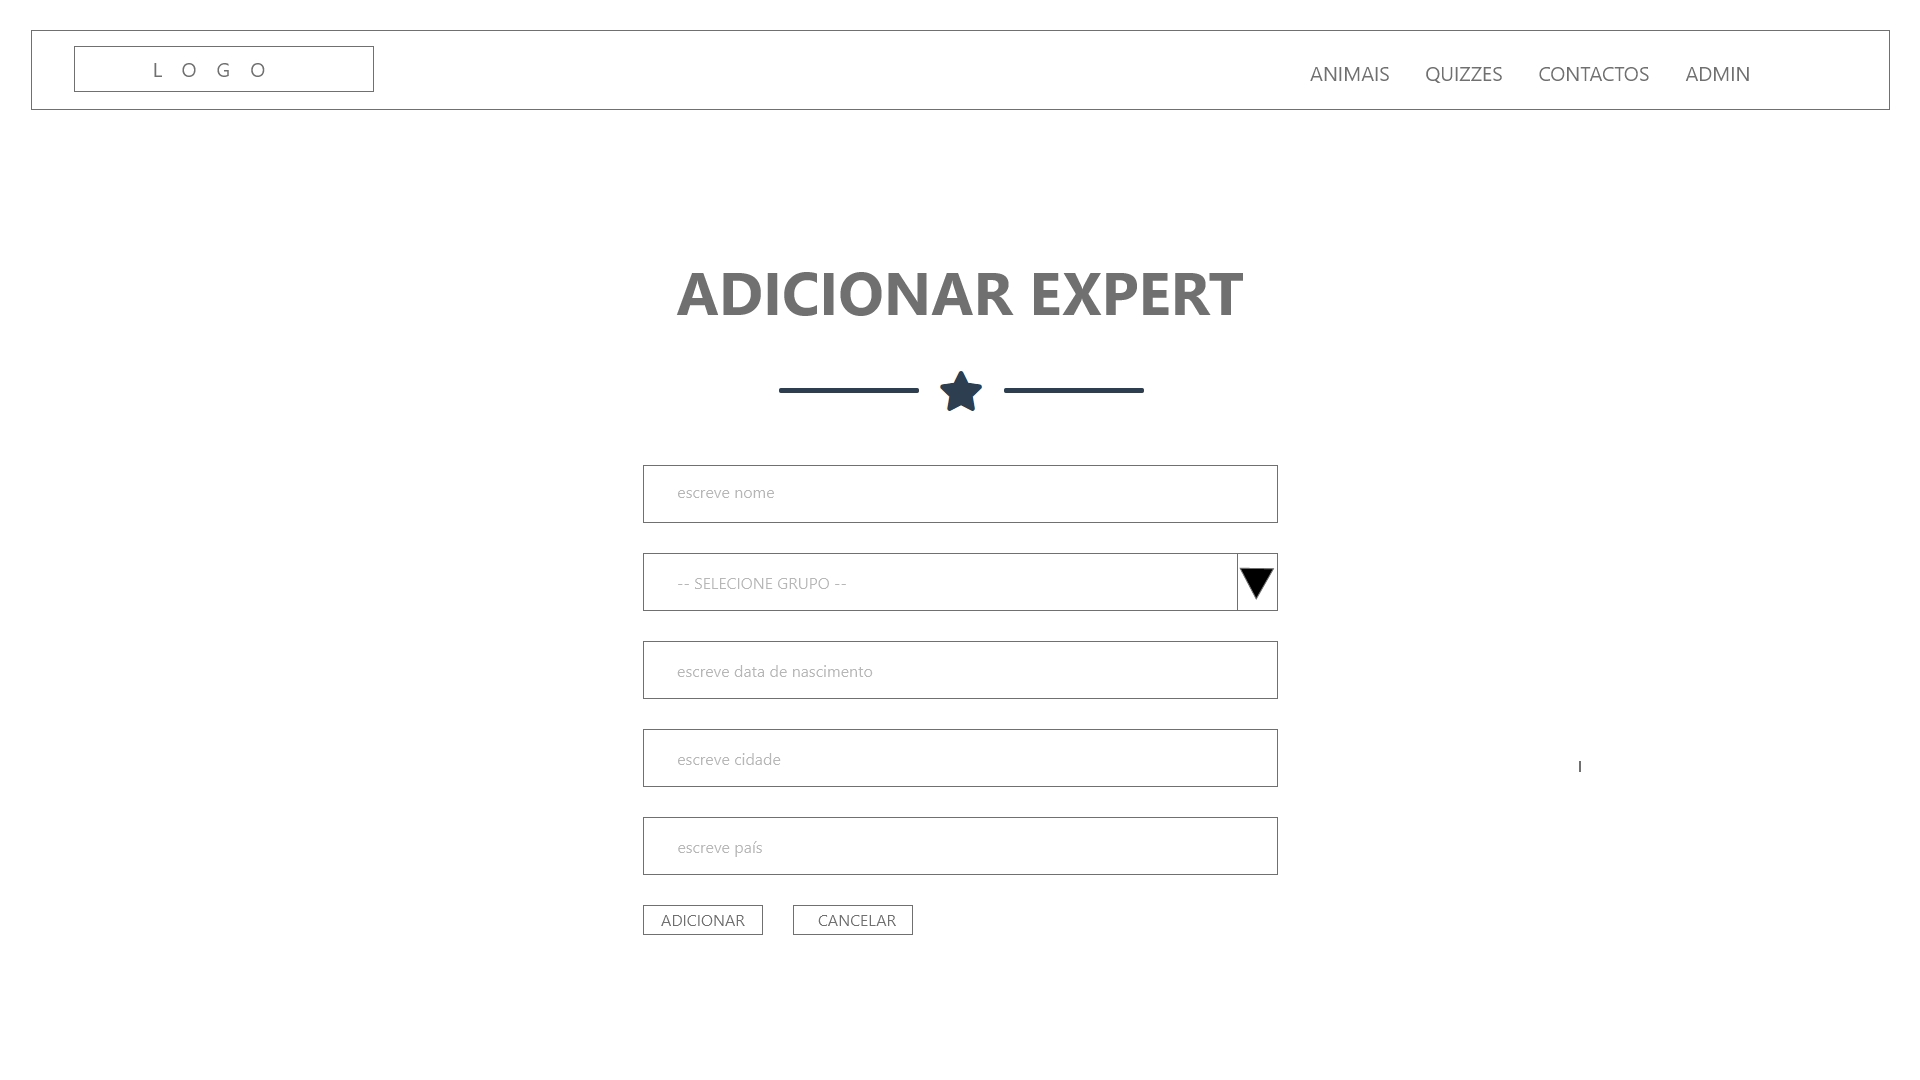 L O G O
ANIMAIS QUIZZES CONTACTOS ADMIN
ADICIONAR EXPERT
escreve nome
-- SELECIONE GRUPO --
escreve data de nascimento
escreve cidade
escreve país
ADICIONAR CANCELAR